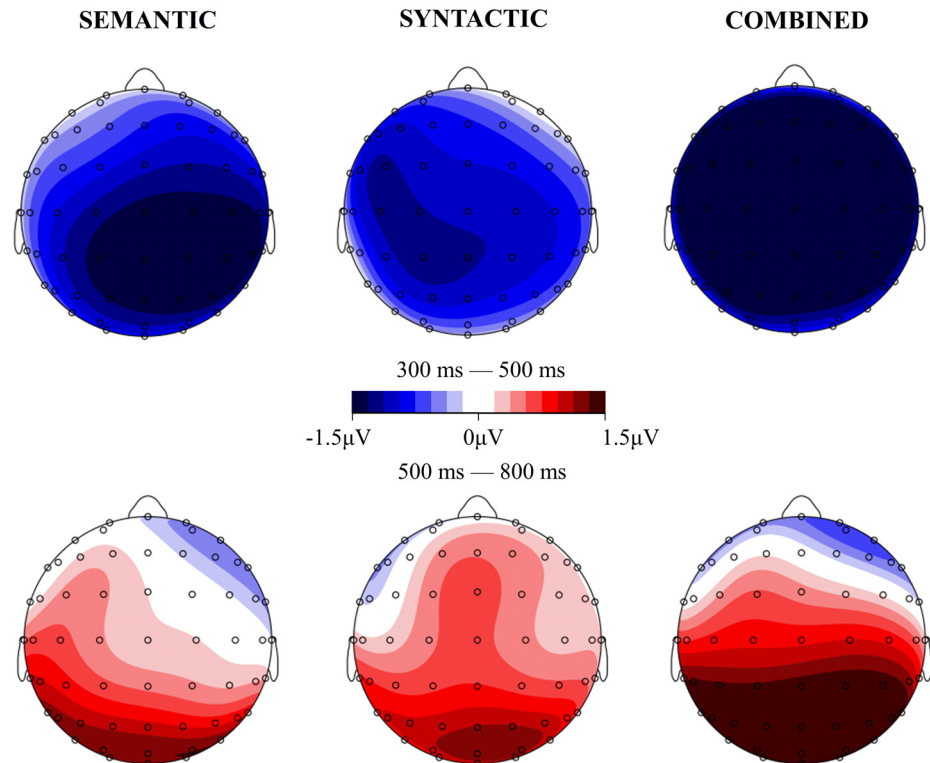 SEMANTIC SYNTACTIC COMBINED
300 ms — 500 ms
-1.5µV 0µV 1.5µV
500 ms — 800 ms